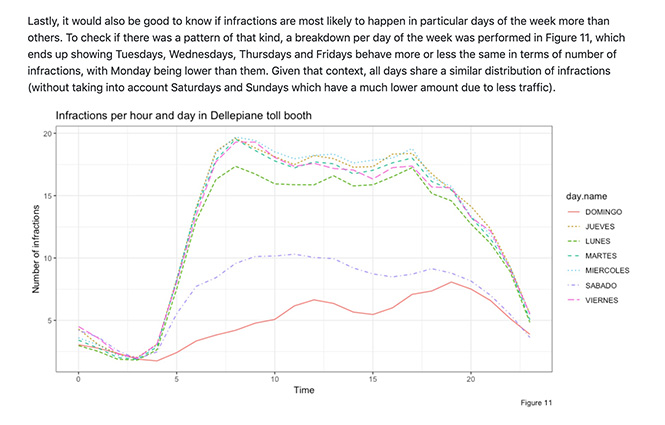 Lastly, it would also be good to know if infractions are most likely to happen in particular days of the week more than
others. To check if there was a pattern of that kind, a breakdown per day of the week was performed in Figure 11, which
ends up showing Tuesdays, Wednesdays, Thursdays and Fridays behave more or less the same in terms of number of
infractions, with Monday being lower than them. Given that context, all days share a similar distribution of infractions
(without taking into account Saturdays and Sundays which have a much lower amount due to less traffic).
Infractions per hour and day in Dellepiane toll booth
20
15
10
5
Number of infractions
0
5
10
15
20
Time
day.name
DOMINGO
JUEVES
LUNES
MARTES
MIERCOLES
SABADO
VIERNES
Figure 11